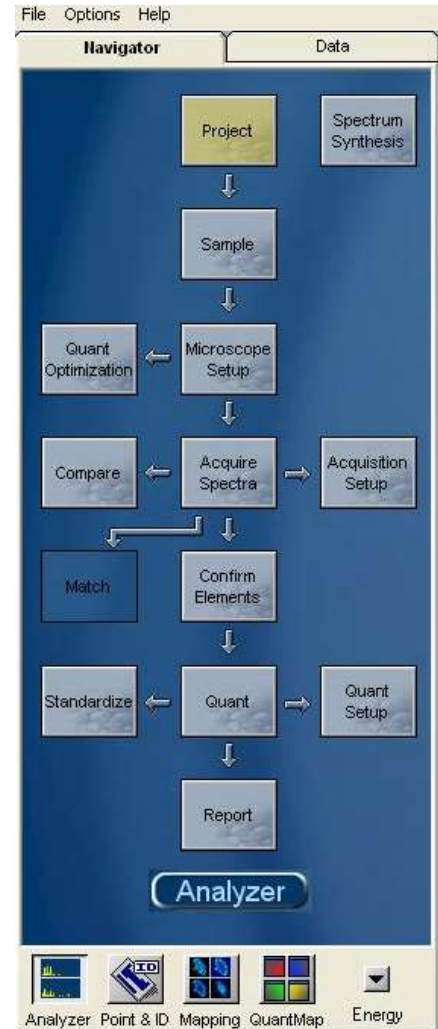 File Options Help
Navigator Data
Project
Spectrum
Synthesis
Sample
Quant
Optimization
Microscope
Setup
Compare
Acquire
Spectra
Acquisition
Setup
Match
Confirm
Elements
Standardize
Quant
Quant
Setup
Report
Analyzer
ID
Analyzer Point & ID Mapping QuantMap Energy